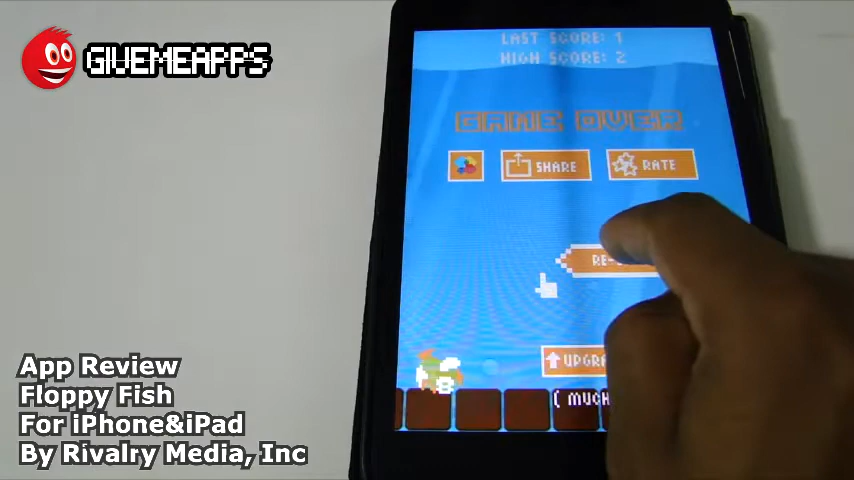 GIVEMEAPPS
LAST SCORE: 1
HIGH SCORE: 2
GAME OVER
SHARE
RATE
( MUCH
App Review
Floppy Fish
For iPhone&iPad
By Rivalry Media, Inc